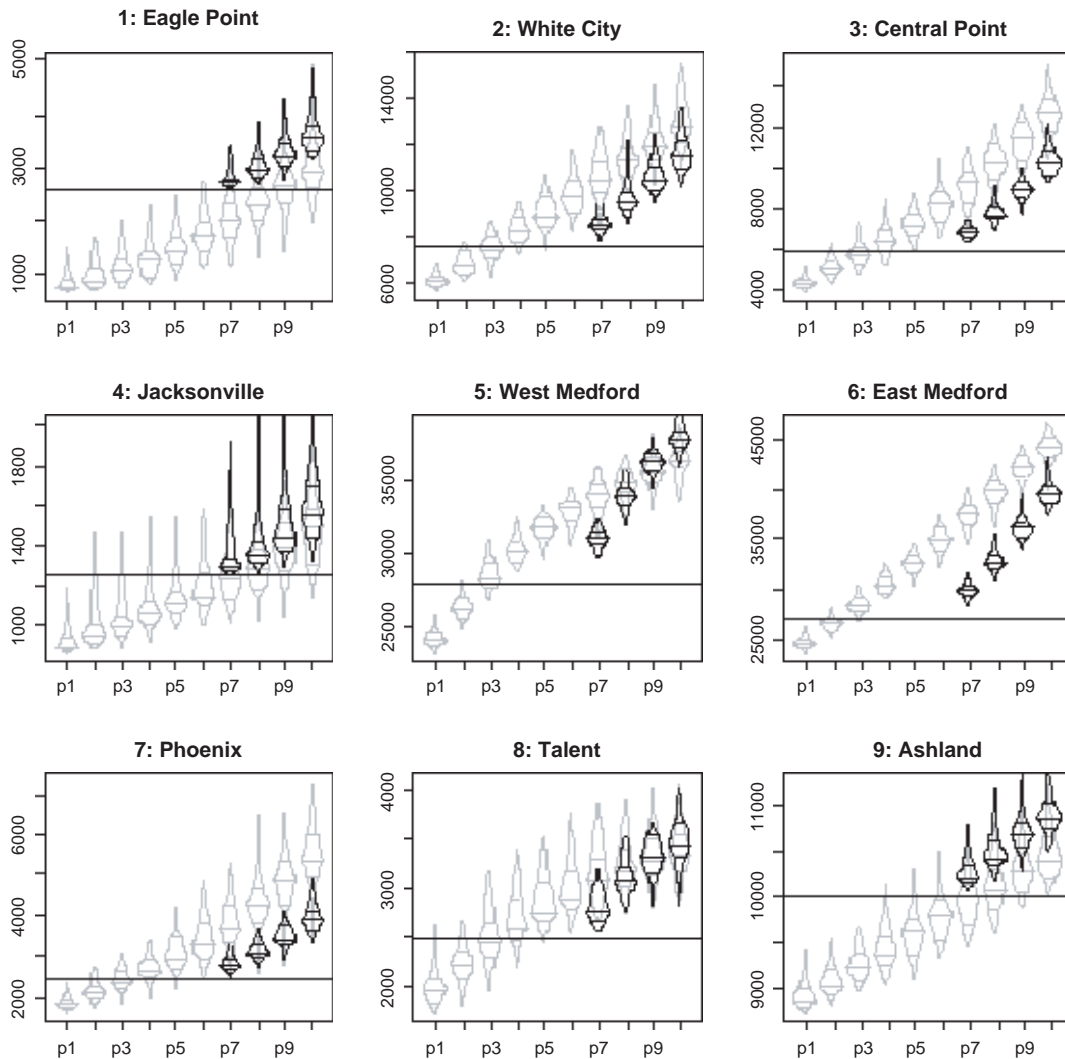 1: Eagle Point
5000
3000
1000
p1 p3 p5 p7 p9
2: White City
14000
10000
6000
p1 p3 p5 p7 p9
3: Central Point
12000
8000
4000
p1 p3 p5 p7 p9
4: Jacksonville
1800
1400
1000
p1 p3 p5 p7 p9
5: West Medford
35000
30000
25000
p1 p3 p5 p7 p9
6: East Medford
45000
35000
25000
p1 p3 p5 p7 p9
7: Phoenix
6000
4000
2000
p1 p3 p5 p7 p9
8: Talent
4000
3000
2000
p1 p3 p5 p7 p9
9: Ashland
11000
10000
9000
p1 p3 p5 p7 p9